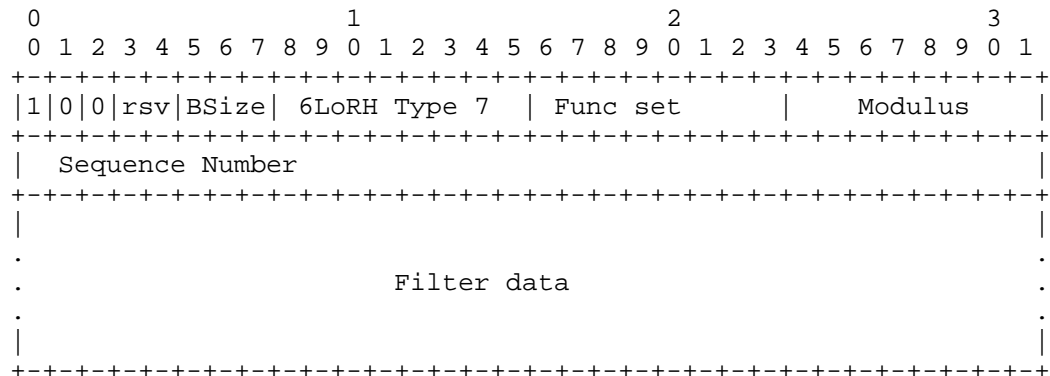 0                   1                   2                   3
 0 1 2 3 4 5 6 7 8 9 0 1 2 3 4 5 6 7 8 9 0 1 2 3 4 5 6 7 8 9 0 1
+-+-+-+-+-+-+-+-+-+-+-+-+-+-+-+-+-+-+-+-+-+-+-+-+-+-+-+-+-+-+-+-+
|1|0|0|rsv|BSize| 6LoRH Type 7  | Func set      |    Modulus    |
+-+-+-+-+-+-+-+-+-+-+-+-+-+-+-+-+-+-+-+-+-+-+-+-+-+-+-+-+-+-+-+-+
|  Sequence Number                                              |
+-+-+-+-+-+-+-+-+-+-+-+-+-+-+-+-+-+-+-+-+-+-+-+-+-+-+-+-+-+-+-+-+
|                                                               |
.                                                               .
.                       Filter data                             .
.                                                               .
|                                                               |
+-+-+-+-+-+-+-+-+-+-+-+-+-+-+-+-+-+-+-+-+-+-+-+-+-+-+-+-+-+-+-+-+